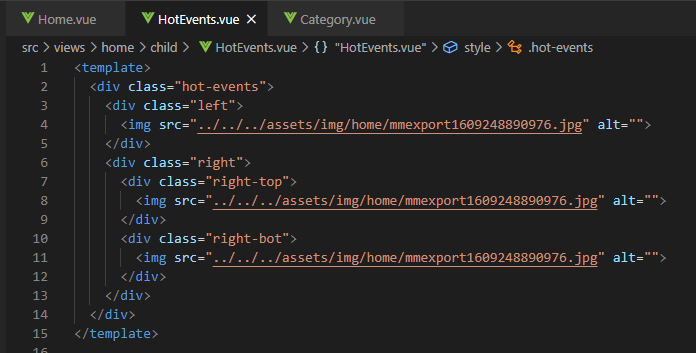 Home.vue HotEvents.vue Category.vue
src > views > home > child > HotEvents.vue > {} "HotEvents.vue" > style > .hot-events
1 <template>
2 <div class="hot-events">
3 <div class="left">
4 <img src="../../../assets/img/home/mmexport1609248890976.jpg" alt="">
5 </div>
6 <div class="right">
7 <div class="right-top">
8 <img src="../../../assets/img/home/mmexport1609248890976.jpg" alt="">
9 </div>
10 <div class="right-bot">
11 <img src="../../../assets/img/home/mmexport1609248890976.jpg" alt="">
12 </div>
13 </div>
14 </div>
15 </template>
16